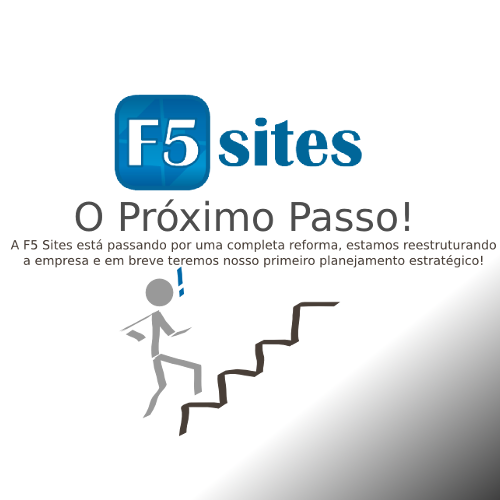 F5 sites
O Próximo Passo!
A F5 Sites está passando por uma completa reforma, estamos reestruturando
a empresa e em breve teremos nosso primeiro planejamento estratégico!
!